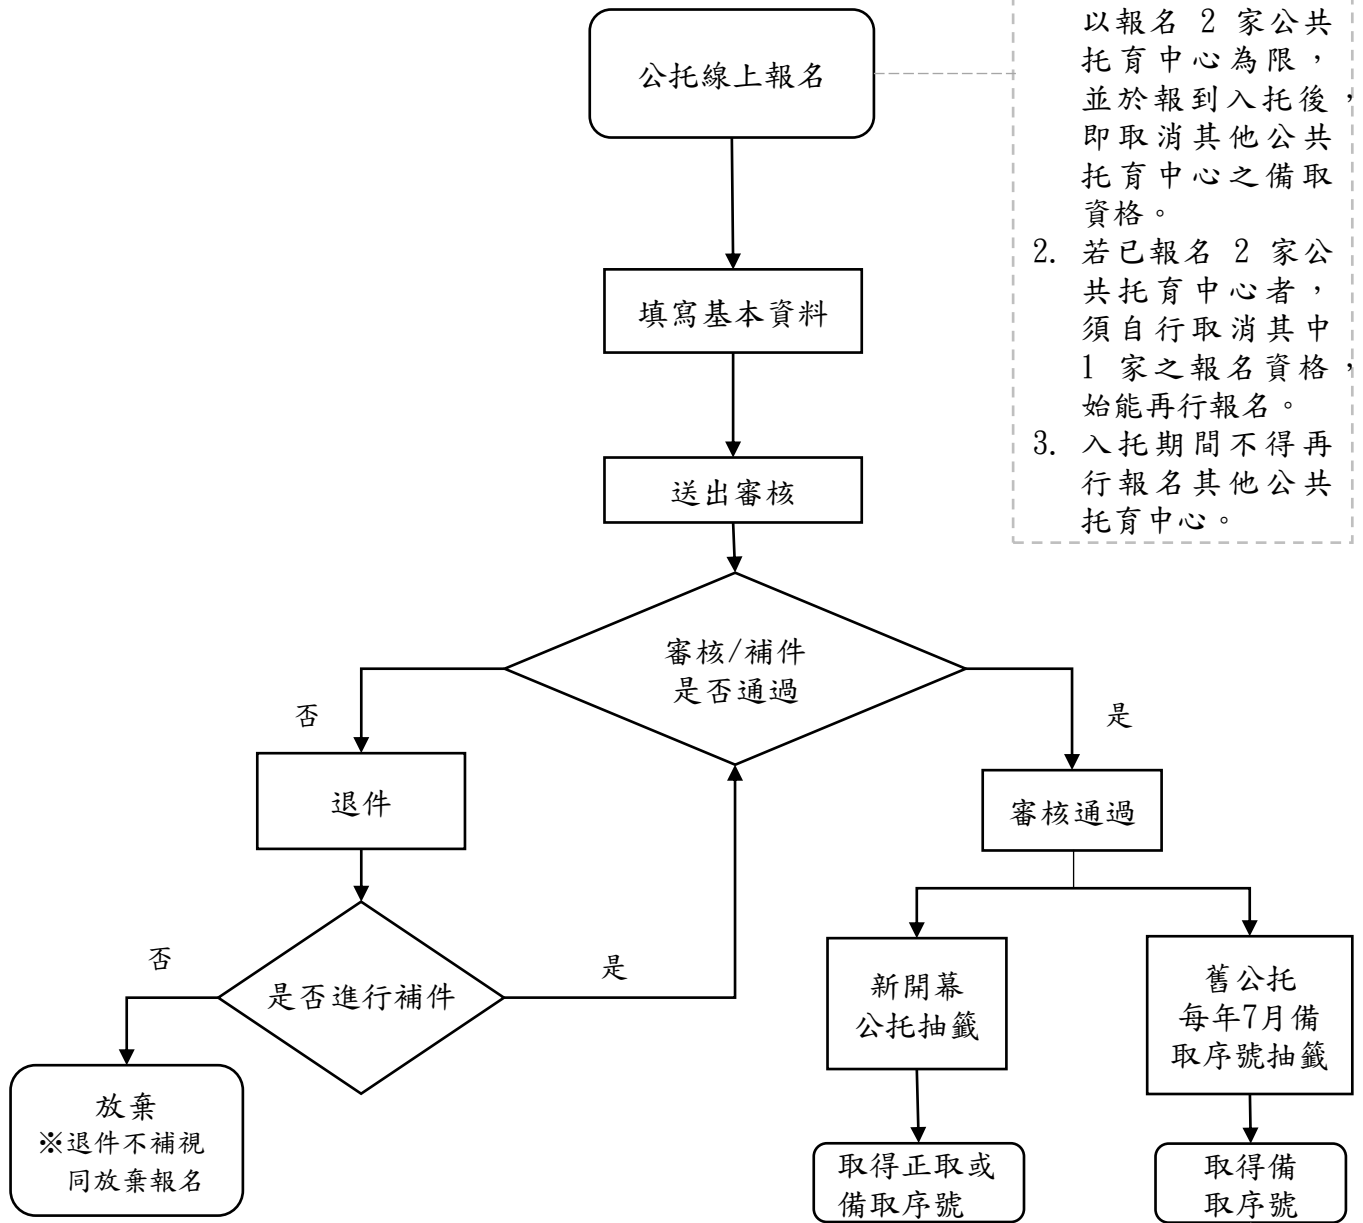 公托線上報名
以報名 2 家公共
托育中心為限，
並於報到入托後，
即取消其他公共
托育中心之備取
資格。
2. 若已報名 2 家公
共托育中心者，
須自行取消其中
1 家之報名資格，
始能再行報名。
3. 入托期間不得再
行報名其他公共
托育中心。
填寫基本資料
送出審核
審核/補件
是否通過
否
是
退件
審核通過
是否進行補件
否
是
新開幕
公托抽籤
舊公托
每年7月備
取序號抽籤
放棄
※退件不補視
同放棄報名
取得正取或
備取序號
取得備
取序號